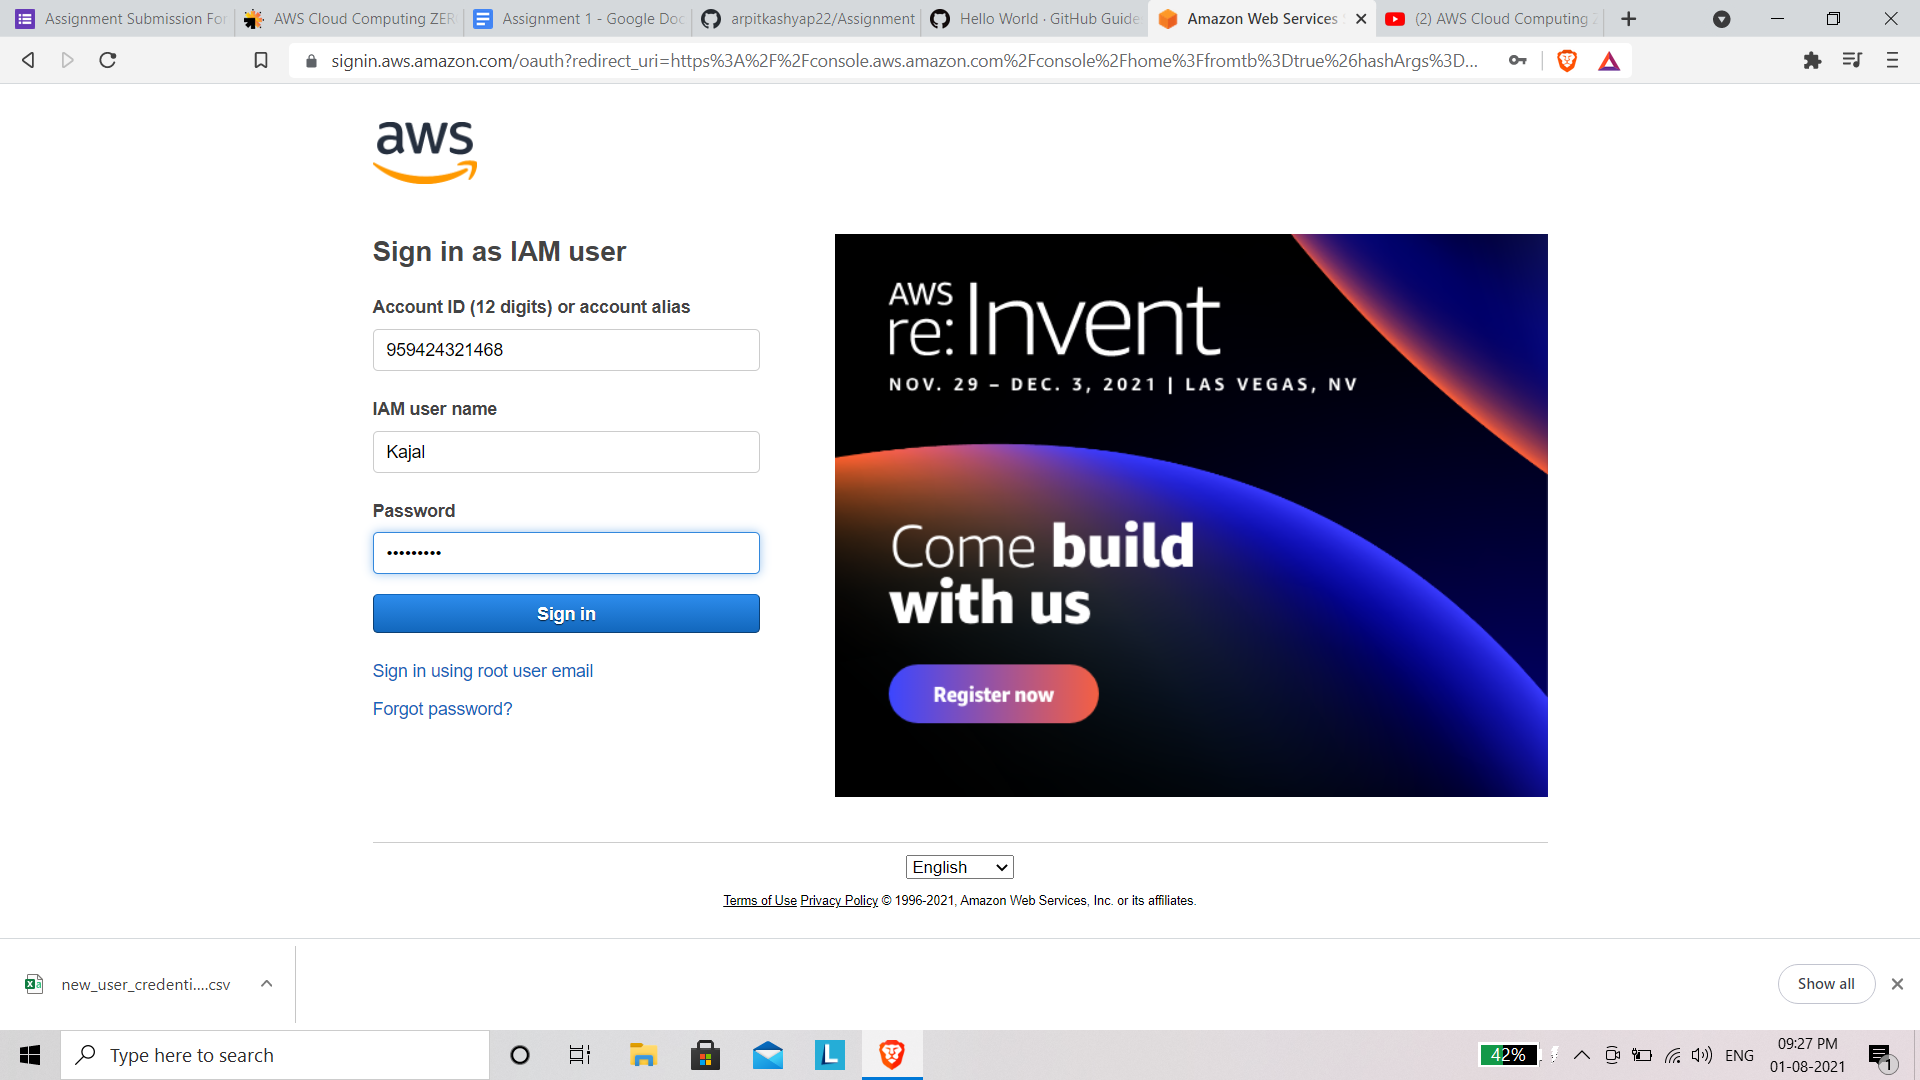 Assignment Submission For
AWS Cloud Computing ZER
Assignment 1 - Google Doc
arpitkashyap22/Assignment
Hello World · GitHub Guide
Amazon Web Services
(2) AWS Cloud Computing Z
signin.aws.amazon.com/oauth?redirect_uri=https%3A%2F%2Fconsole.aws.amazon.com%2Fconsole%2Fhome%3Ffromtb%3Dtrue%26hashArgs%3D...
aws
Sign in as IAM user
Account ID (12 digits) or account alias
959424321468
IAM user name
Kajal
Password
•••••••••
Sign in
Sign in using root user email
Forgot password?
AWS
re:Invent
NOV. 29 – DEC. 3, 2021 | LAS VEGAS, NV
Come build
with us
Register now
English
Terms of Use Privacy Policy © 1996-2021, Amazon Web Services, Inc. or its affiliates.
new_user_credenti....csv
Show all
Type here to search
L
42%
ENG
09:27 PM
01-08-2021
1